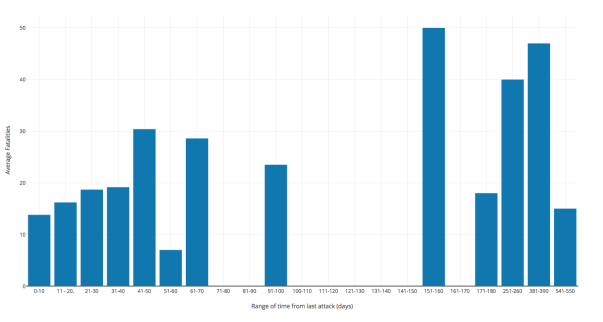 Average Fatalities
50
40
30
20
10
0
0-10 11 - 20, 21-30 31-40 41-50 51-60 61-70 71-80 81-90 91-100 100-110 111-120 121-130 131-140 141-150 151-160 161-170 171-180 251-260 381-390 541-550
Range of time from last attack (days)